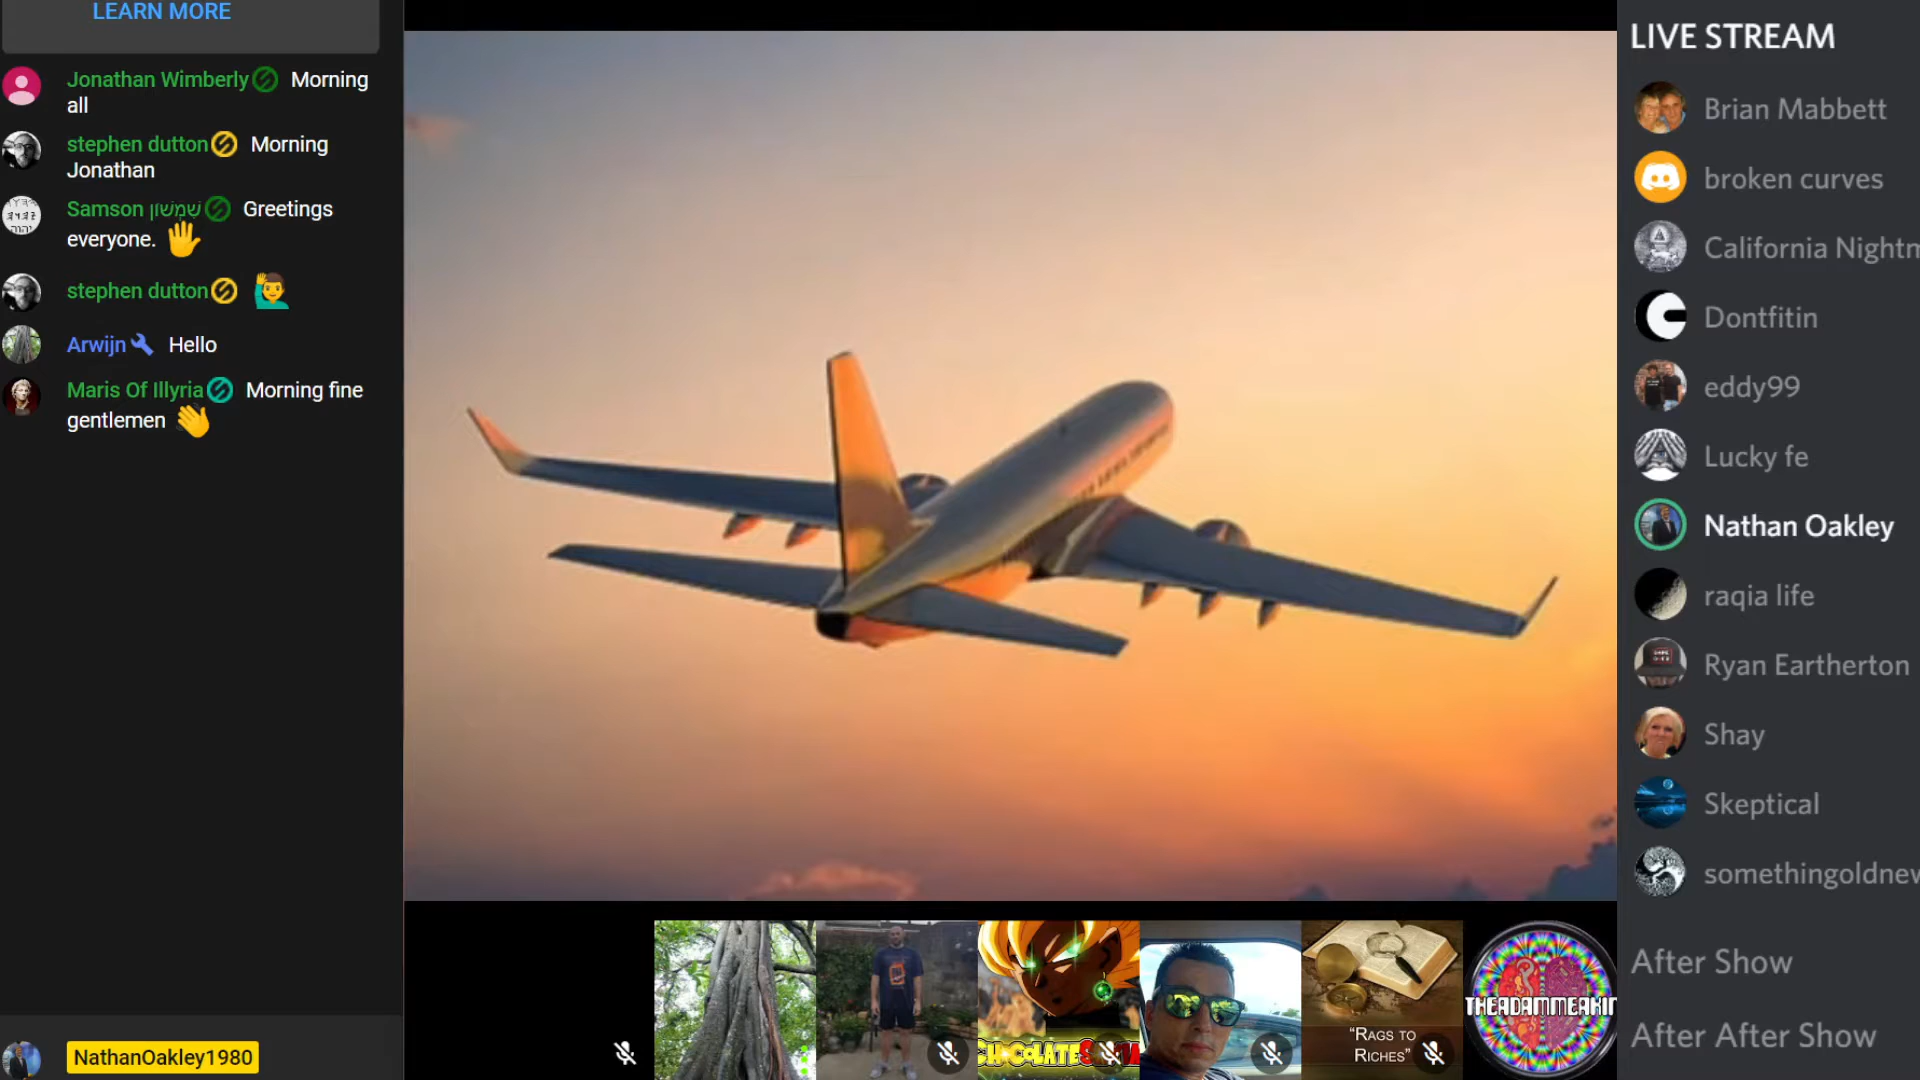 LEARN MORE
Jonathan Wimberly Morning
all
stephen dutton Morning
Jonathan
Samson שִׁמְשׁוֹן Greetings
everyone.
stephen dutton
Arwijn Hello
Maris Of Illyria Morning fine
gentlemen
NathanOakley1980
"RAGS TO
RICHES"
THEADAMMEAKIN
LIVE STREAM
Brian Mabbett
broken curves
California Nightm
Dontfitin
eddy99
Lucky fe
Nathan Oakley
raqia life
Ryan Eartherton
Shay
Skeptical
somethingoldnew
After Show
After After Show